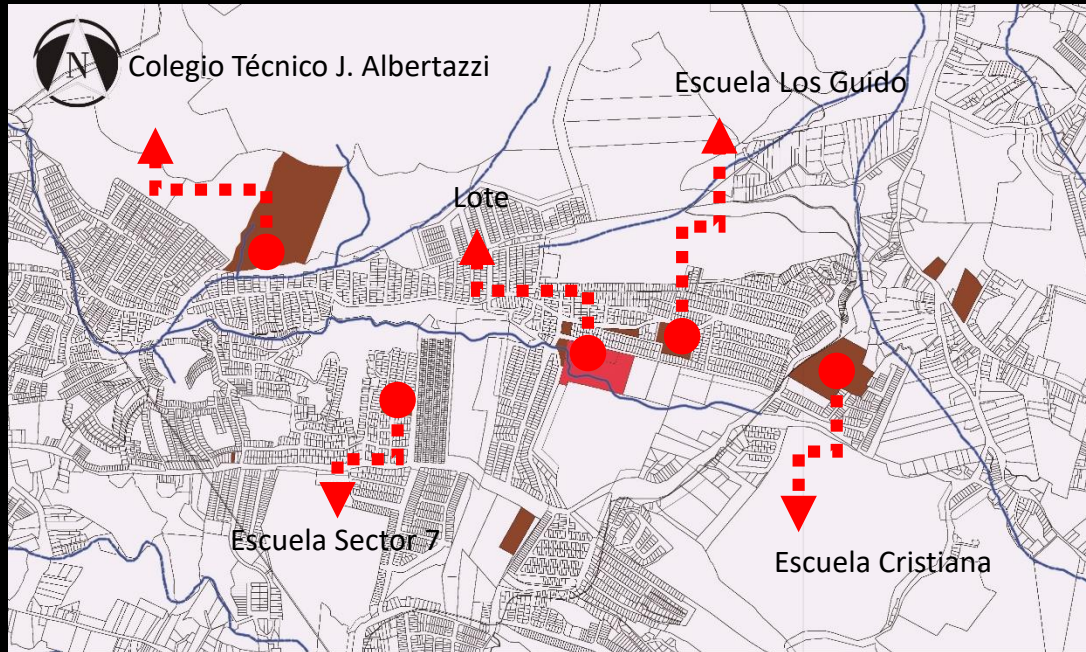 N
Colegio Técnico J. Albertazzi
Escuela Los Guido
Lote
Escuela Sector 7
Escuela Cristiana